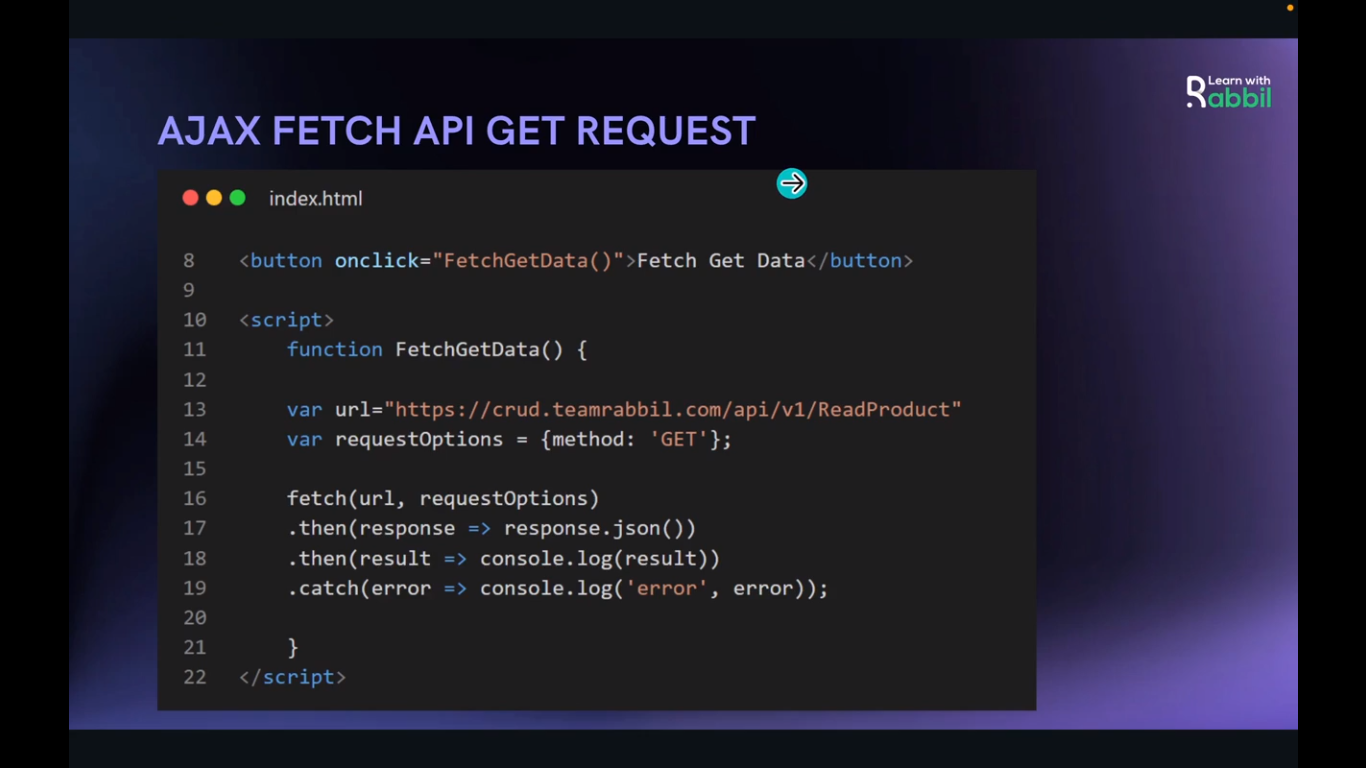 Learn with
Rabbil
AJAX FETCH API GET REQUEST
index.html
8 <button onclick="FetchGetData()">Fetch Get Data</button>
9
10 <script>
11 function FetchGetData() {
12
13 var url="https://crud.teamrabbil.com/api/v1/ReadProduct"
14 var requestOptions = {method: 'GET'};
15
16 fetch(url, requestOptions)
17 .then(response => response.json())
18 .then(result => console.log(result))
19 .catch(error => console.log('error', error));
20
21 }
22 </script>